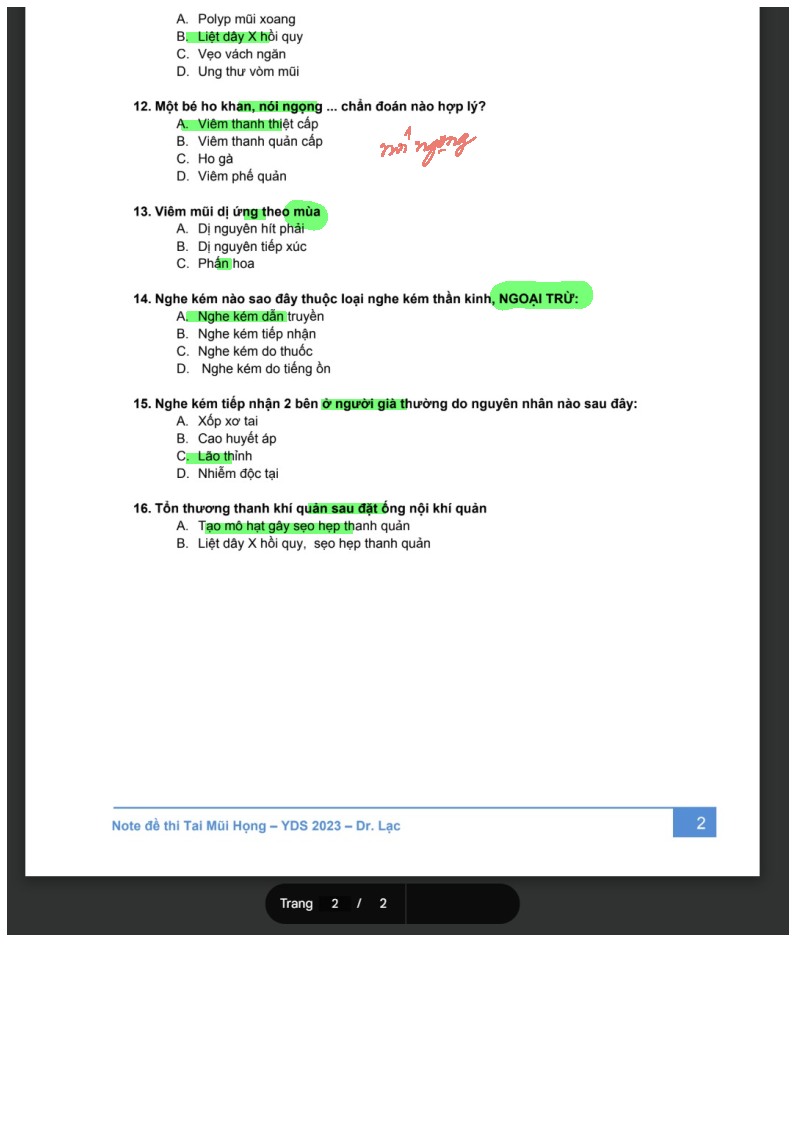 A. Polyp mũi xoang
B. Liệt dây X hồi quy
C. Vẹo vách ngăn
D. Ung thư vòm mũi
12. Một bé ho khan, nói ngọng ... chẩn đoán nào hợp lý?
A. Viêm thanh thiệt cấp
B. Viêm thanh quản cấp
nói ngọng
C. Ho gà
D. Viêm phế quản
13. Viêm mũi dị ứng theo mùa
A. Dị nguyên hít phải
B. Dị nguyên tiếp xúc
C. Phấn hoa
14. Nghe kém nào sao đây thuộc loại nghe kém thần kinh, NGOẠI TRỪ:
A. Nghe kém dẫn truyền
B. Nghe kém tiếp nhận
C. Nghe kém do thuốc
D. Nghe kém do tiếng ồn
15. Nghe kém tiếp nhận 2 bên ở người già thường do nguyên nhân nào sau đây:
A. Xốp xơ tai
B. Cao huyết áp
C. Lão thính
D. Nhiễm độc tại
16. Tổn thương thanh khí quản sau đặt ống nội khí quản
A. Tạo mô hạt gây sẹo hẹp thanh quản
B. Liệt dây X hồi quy, sẹo hẹp thanh quản
Note đề thi Tai Mũi Họng – YDS 2023 – Dr. Lạc
2
Trang 2 / 2